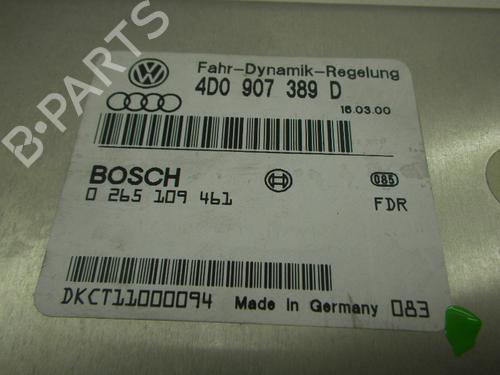 B-PARTS
Fahr-Dynamik-Regelung
4D0 907 389 D
16.03.00
BOSCH
085
0 265 109 461
FDR
DKCT11000094 Made in Germany 083